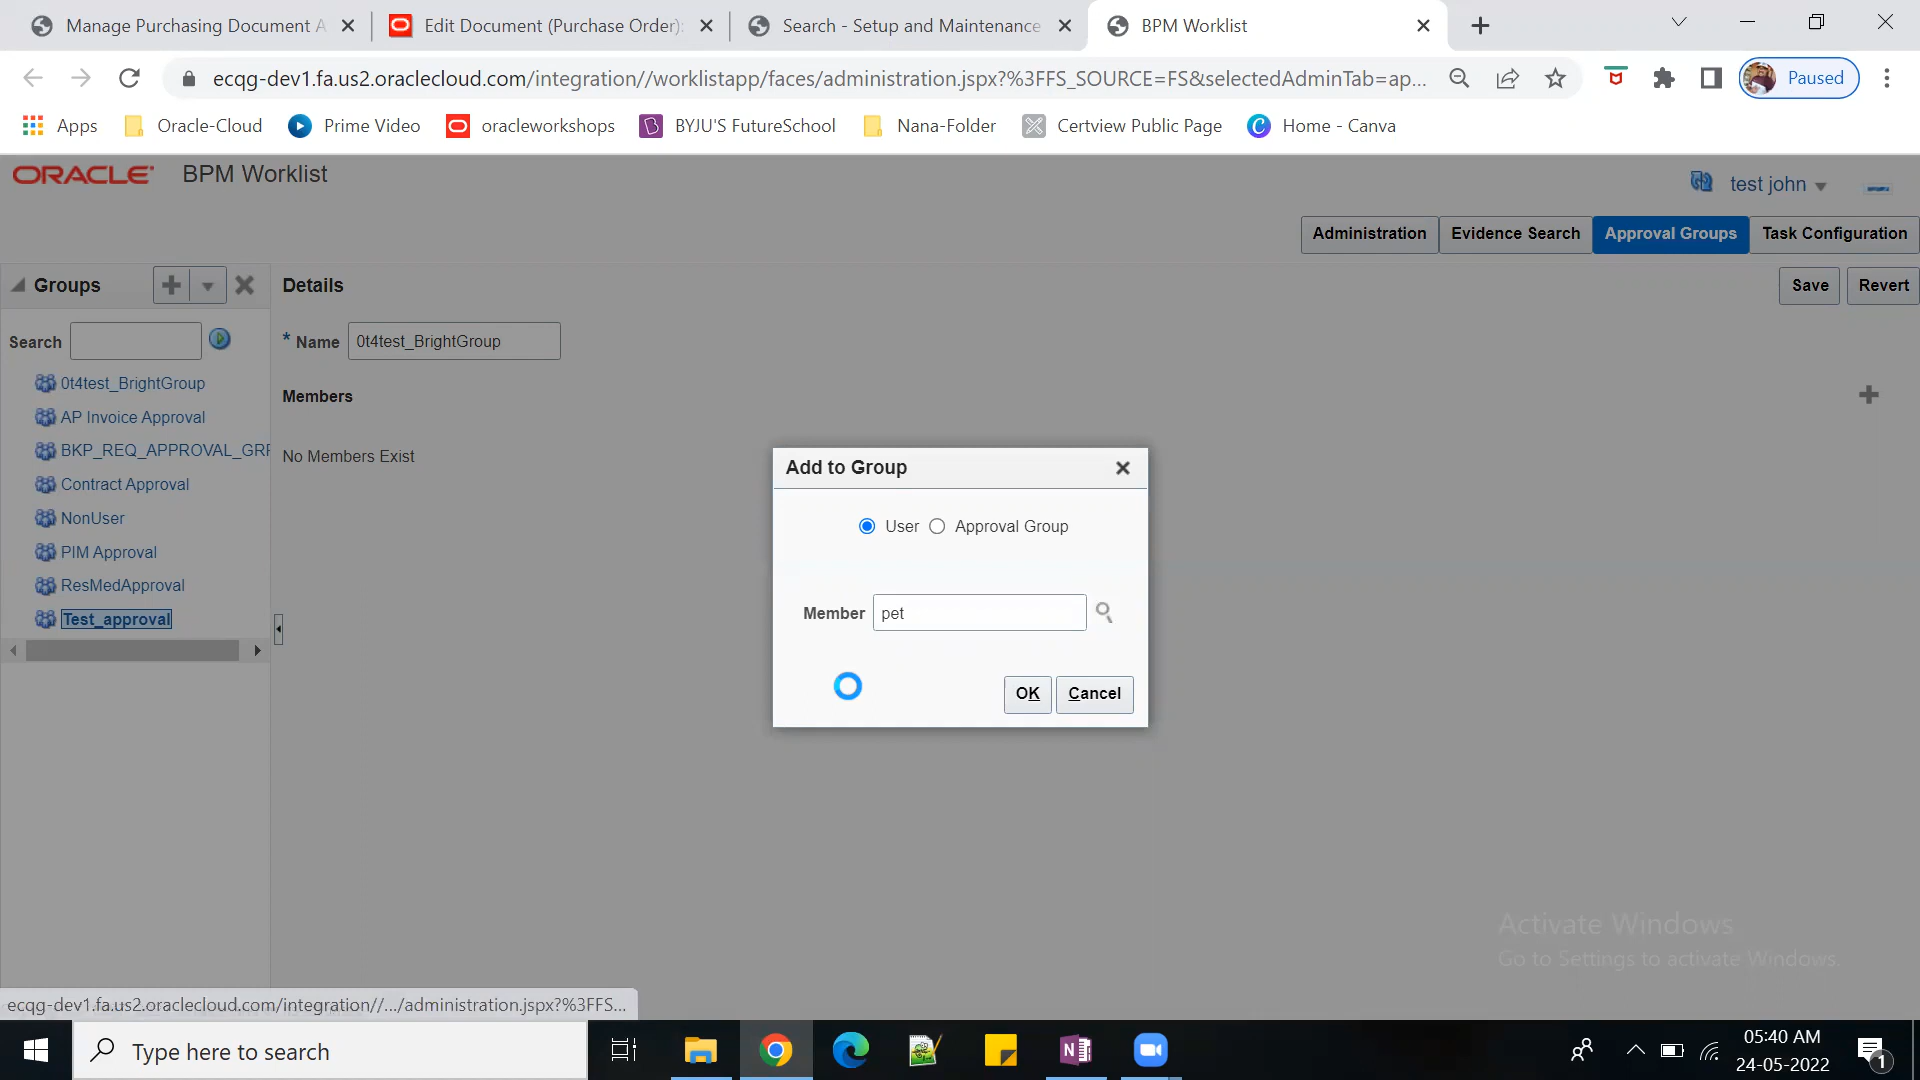 Manage Purchasing Document A
Edit Document (Purchase Order):
Search - Setup and Maintenance
BPM Worklist
ecqg-dev1.fa.us2.oraclecloud.com/integration//worklistapp/faces/administration.jspx?%3FFS_SOURCE=FS&selectedAdminTab=ap...
Paused
Apps
Oracle-Cloud
Prime Video
oracleworkshops
BYJU'S FutureSchool
Nana-Folder
Certview Public Page
Home - Canva
ORACLE
BPM Worklist
test john
Administration
Evidence Search
Approval Groups
Task Configuration
Groups
Details
Save
Revert
Search
* Name 0t4test_BrightGroup
0t4test_BrightGroup
AP Invoice Approval
BKP_REQ_APPROVAL_GRP
Contract Approval
NonUser
PIM Approval
ResMedApproval
Test_approval
Members
No Members Exist
Add to Group
User
Approval Group
Member pet
OK
Cancel
Activate Windows
Go to Settings to activate Windows.
ecqg-dev1.fa.us2.oraclecloud.com/integration//.../administration.jspx?%3FFS...
Type here to search
05:40 AM
24-05-2022
1